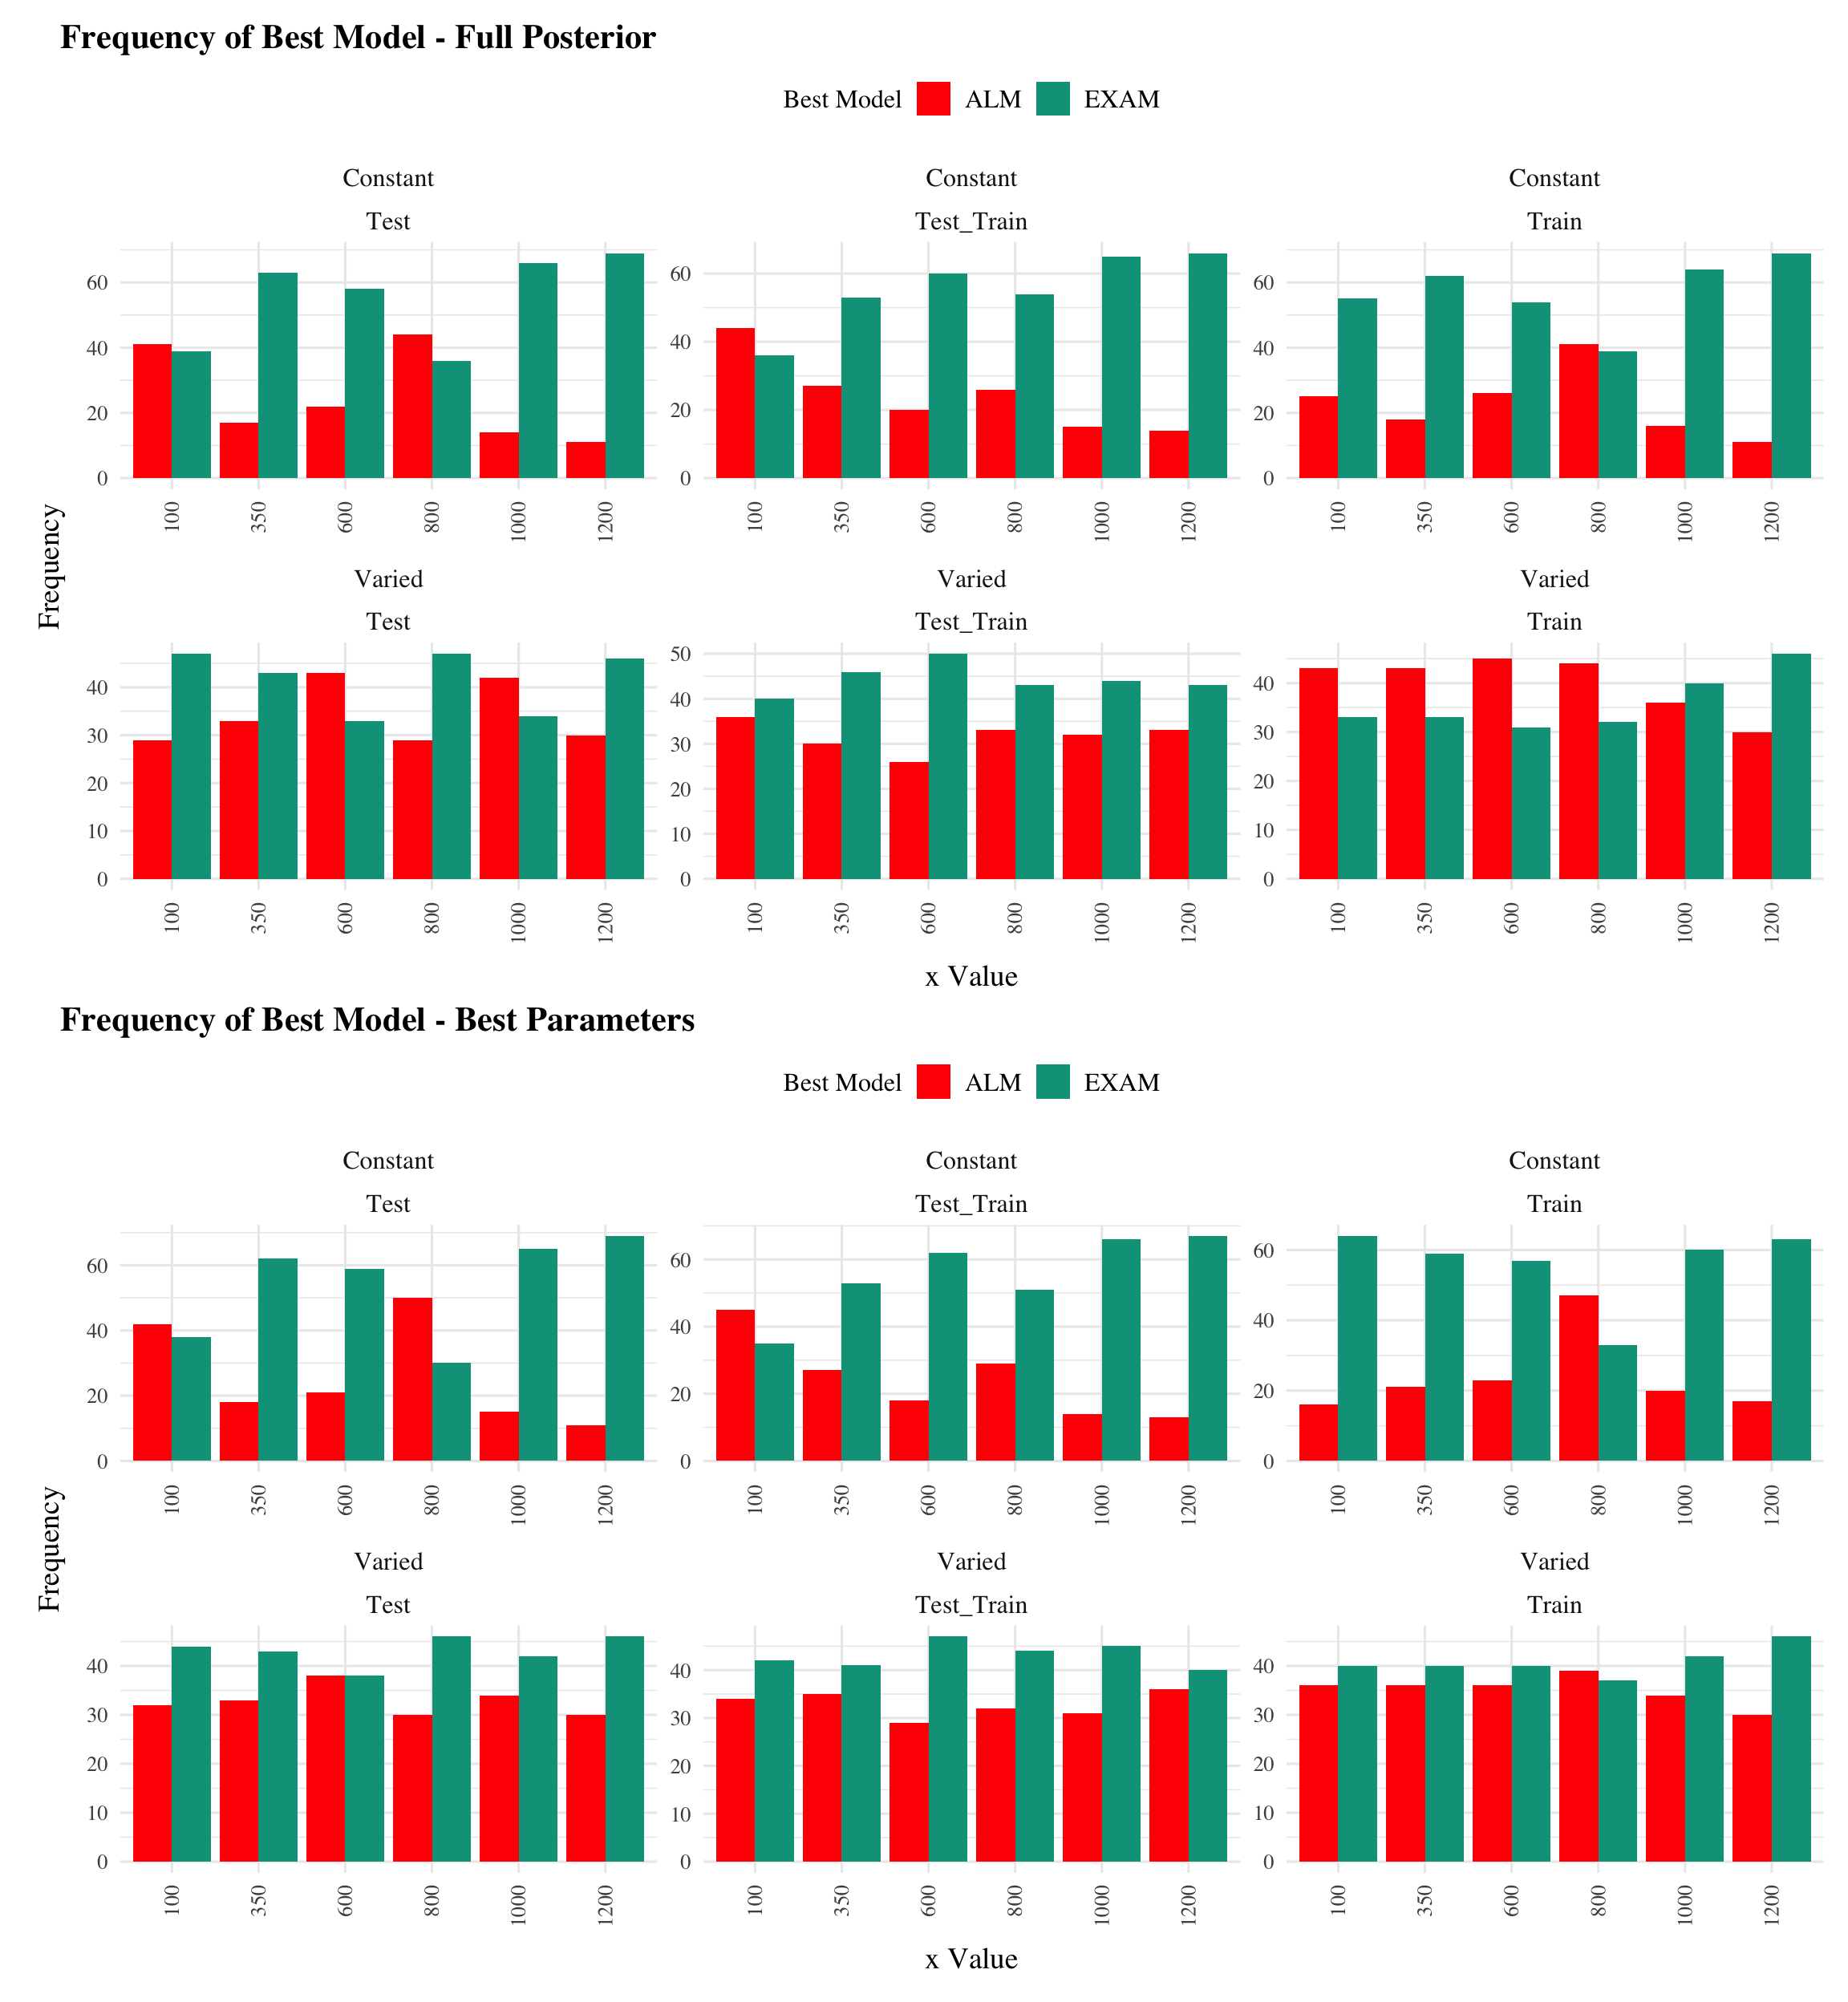 Frequency of Best Model - Full Posterior
Best Model ALM EXAM
Constant Constant Constant
Test Test_Train Train
60 60 60
40 40 40
20 20 20
0 0 0
100 350 600 800 1000 1200 100 350 600 800 1000 1200 100 350 600 800 1000 1200
Frequency
Varied Varied Varied
Test Test_Train Train
50
40 40 40
30 30 30
20 20 20
10 10 10
0 0 0
100 350 600 800 1000 1200 100 350 600 800 1000 1200 100 350 600 800 1000 1200
x Value
Frequency of Best Model - Best Parameters
Best Model ALM EXAM
Constant Constant Constant
Test Test_Train Train
60 60 60
40 40 40
20 20 20
0 0 0
100 350 600 800 1000 1200 100 350 600 800 1000 1200 100 350 600 800 1000 1200
Frequency
Varied Varied Varied
Test Test_Train Train
40 40 40
30 30 30
20 20 20
10 10 10
0 0 0
100 350 600 800 1000 1200 100 350 600 800 1000 1200 100 350 600 800 1000 1200
x Value